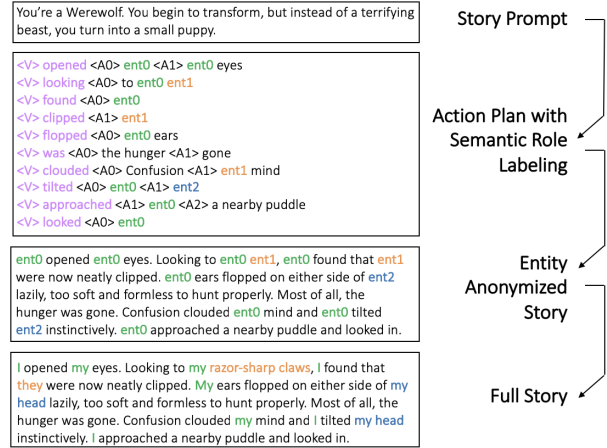 You're a Werewolf. You begin to transform, but instead of a terrifying
beast, you turn into a small puppy.
Story Prompt
<V> opened <A0> ent0 <A1> ent0 eyes
<V> looking <A0> to ent0 ent1
<V> found <A0> ent0
<V> clipped <A1> ent1
<V> flopped <A0> ent0 ears
<V> was <A0> the hunger <A1> gone
<V> clouded <A0> Confusion <A1> ent1 mind
<V> tilted <A0> ent0 <A1> ent2
<V> approached <A1> ent0 <A2> a nearby puddle
<V> looked <A0> ent0
Action Plan with
Semantic Role
Labeling
ent0 opened ent0 eyes. Looking to ent0 ent1, ent0 found that ent1
were now neatly clipped. ent0 ears flopped on either side of ent2
lazily, too soft and formless to hunt properly. Most of all, the
hunger was gone. Confusion clouded ent0 mind and ent0 tilted
ent2 instinctively. ent0 approached a nearby puddle and looked in.
Entity
Anonymized
Story
I opened my eyes. Looking to my razor-sharp claws, I found that
they were now neatly clipped. My ears flopped on either side of my
head lazily, too soft and formless to hunt properly. Most of all, the
hunger was gone. Confusion clouded my mind and I tilted my head
instinctively. I approached a nearby puddle and looked in.
Full Story